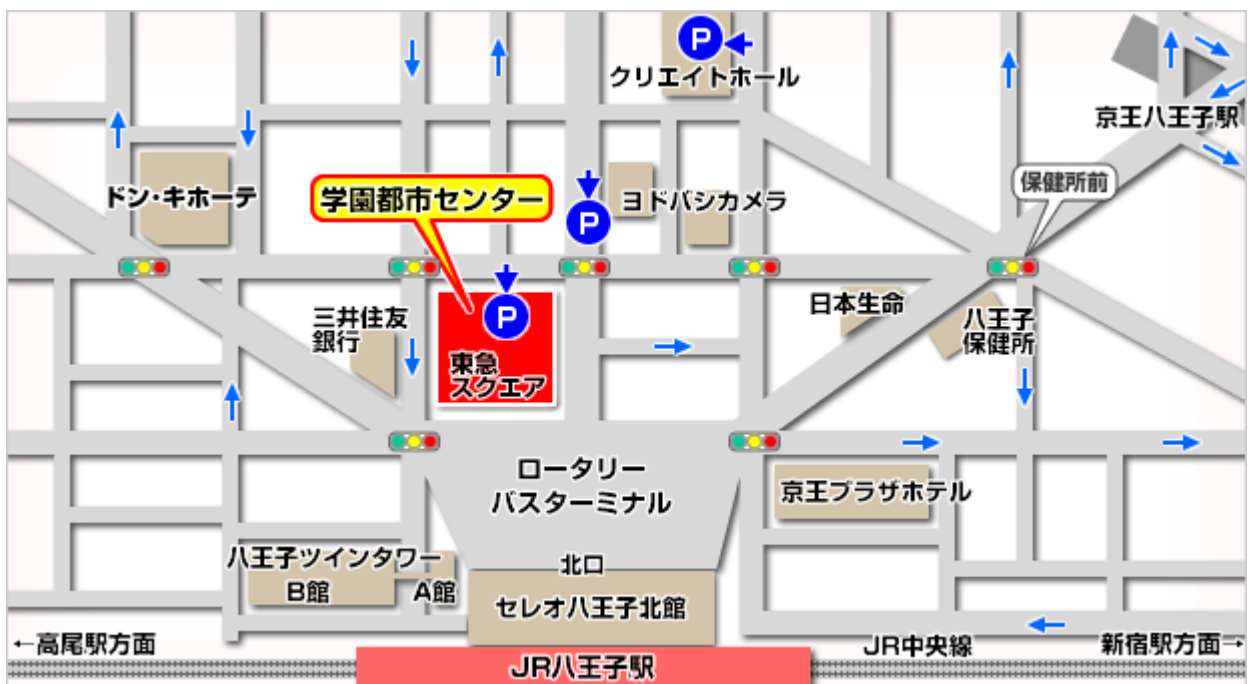 P
クリエイトホール
京王八王子駅
ドン・キホーテ
学園都市センター
P
ヨドバシカメラ
保健所前
P
三井住友
銀行
東急
スクエア
日本生命
八王子
保健所
ロータリー
バスターミナル
京王プラザホテル
八王子ツインタワー
B館
A館
北口
セレオ八王子北館
←高尾駅方面
JR中央線
新宿駅方面→
JR八王子駅